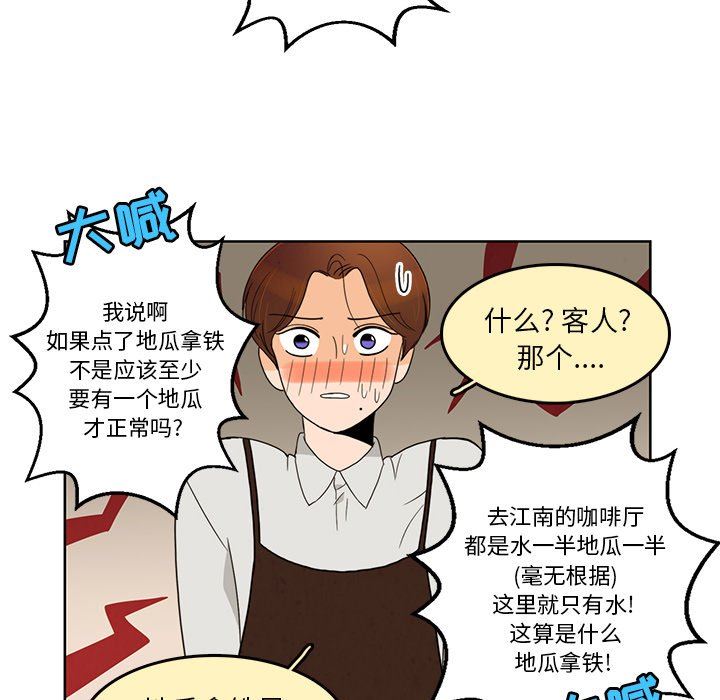 大喊
我说啊
如果点了地瓜拿铁
不是应该至少
要有一个地瓜
才正常吗?
什么? 客人?
那个....
去江南的咖啡厅
都是水一半地瓜一半
(毫无根据)
这里就只有水!
这算是什么
地瓜拿铁!